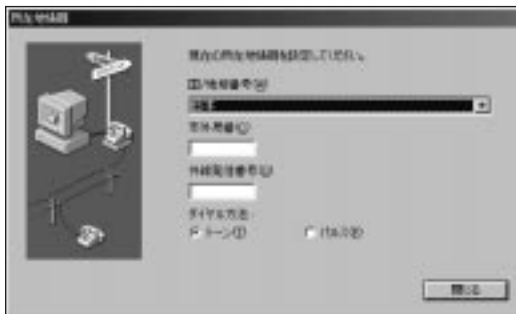 所在地情報
現在の所在地情報を設定してください。
国/地域番号(W)
市外局番(C)
外線発信番号(U)
ダイヤル方法:
トーン(T)
パルス(P)
閉じる